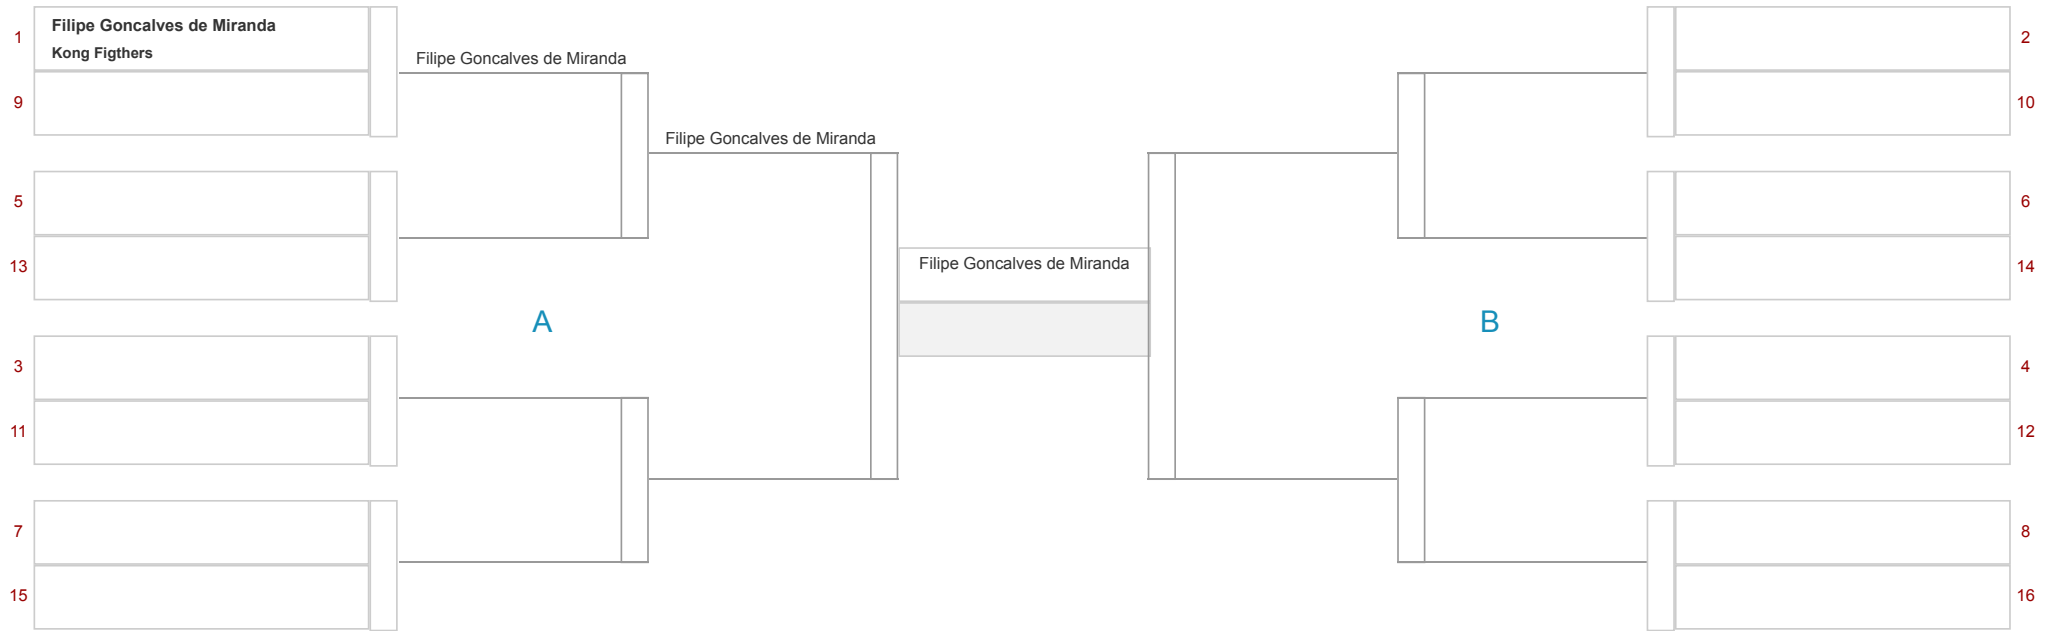 1
Filipe Goncalves de Miranda
Kong Figthers
9
5
13
3
11
7
15
Filipe Goncalves de Miranda
Filipe Goncalves de Miranda
A
Filipe Goncalves de Miranda
B
2
10
6
14
4
12
8
16